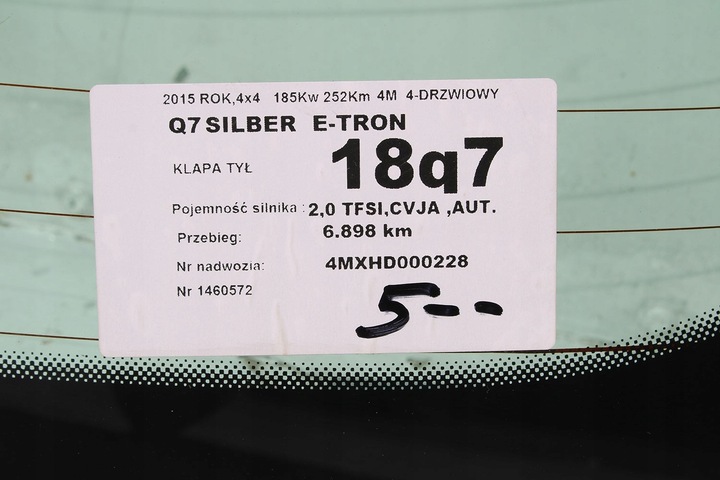 2015 ROK,4x4 185Kw 252Km 4M 4-DRZWIOWY
Q7 SILBER E-TRON
KLAPA TYŁ 18q7
Pojemność silnika : 2,0 TFSI,CVJA ,AUT.
Przebieg: 6.898 km
Nr nadwozia: 4MXHD000228
Nr 1460572
5--